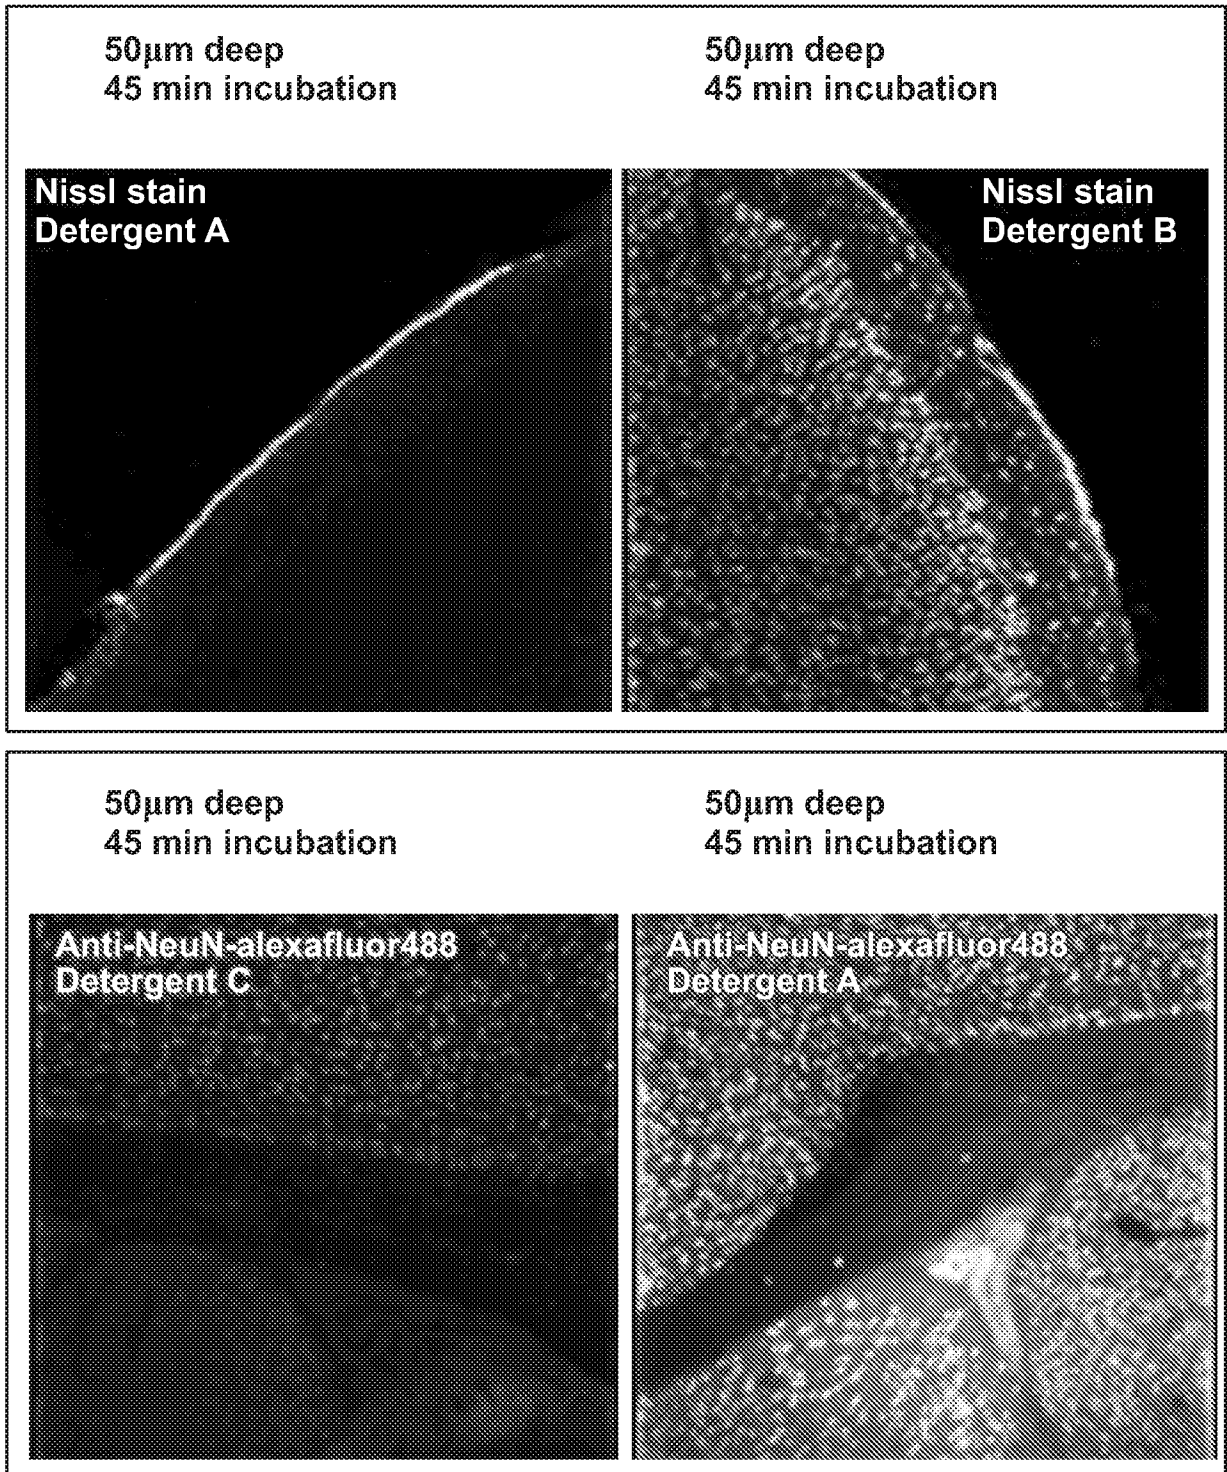 50µm deep
45 min incubation
50µm deep
45 min incubation
Nissl stain
Detergent A
Nissl stain
Detergent B
50µm deep
45 min incubation
50µm deep
45 min incubation
Anti-NeuN-alexafluor488
Detergent C
Anti-NeuN-alexafluor488
Detergent A